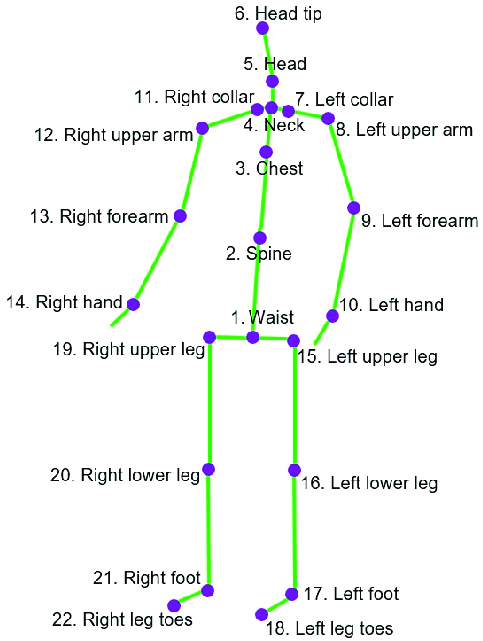 6. Head tip
5. Head
11. Right collar
7. Left collar
4. Neck
12. Right upper arm
8. Left upper arm
3. Chest
13. Right forearm
9. Left forearm
2. Spine
14. Right hand
10. Left hand
1. Waist
19. Right upper leg
15. Left upper leg
20. Right lower leg
16. Left lower leg
21. Right foot
17. Left foot
22. Right leg toes
18. Left leg toes